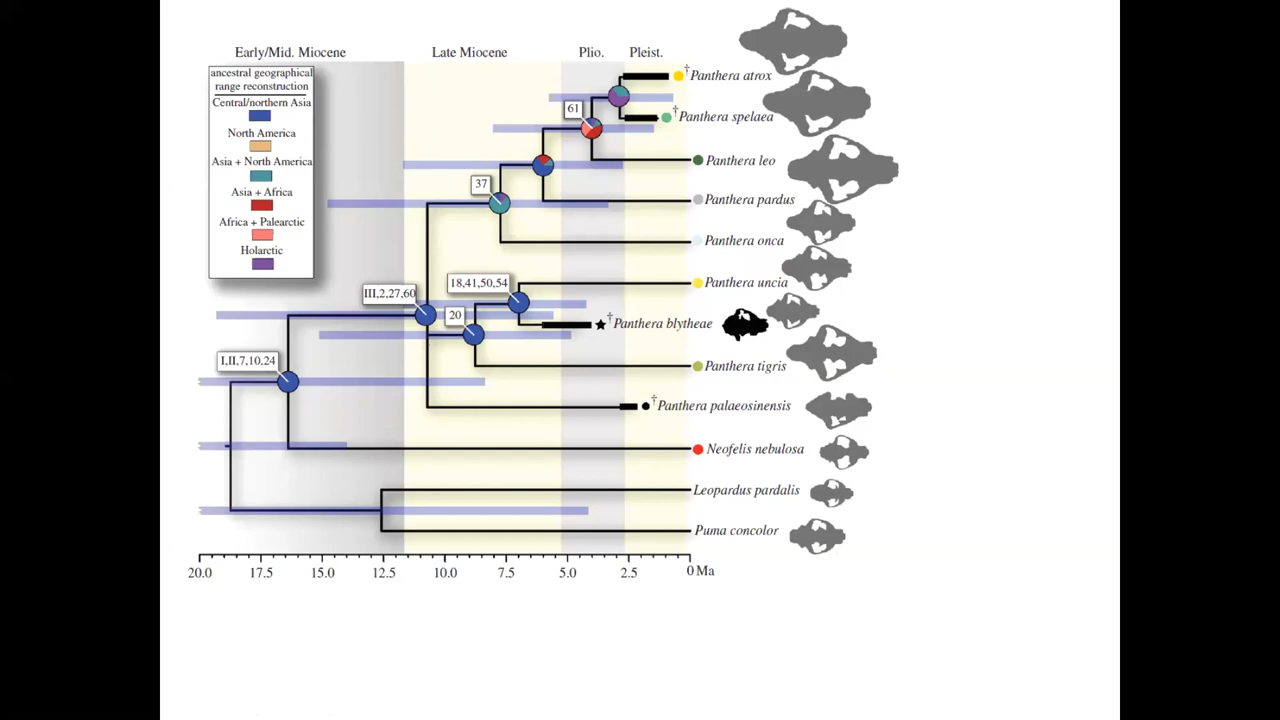 Early/Mid. Miocene
Late Miocene
Plio.
Pleist.
ancestral geographical
range reconstruction
Central/northern Asia
North America
Asia + North America
Asia + Africa
Africa + Palearctic
Holarctic
†Panthera atrox
†Panthera spelaea
61
Panthera leo
37
Panthera pardus
Panthera onca
18,41,50,54
Panthera uncia
III,2,27,60
20
†Panthera blytheae
I,II,7,10,24
Panthera tigris
†Panthera palaeosinensis
Neofelis nebulosa
Leopardus pardalis
Puma concolor
20.0 17.5 15.0 12.5 10.0 7.5 5.0 2.5 0 Ma